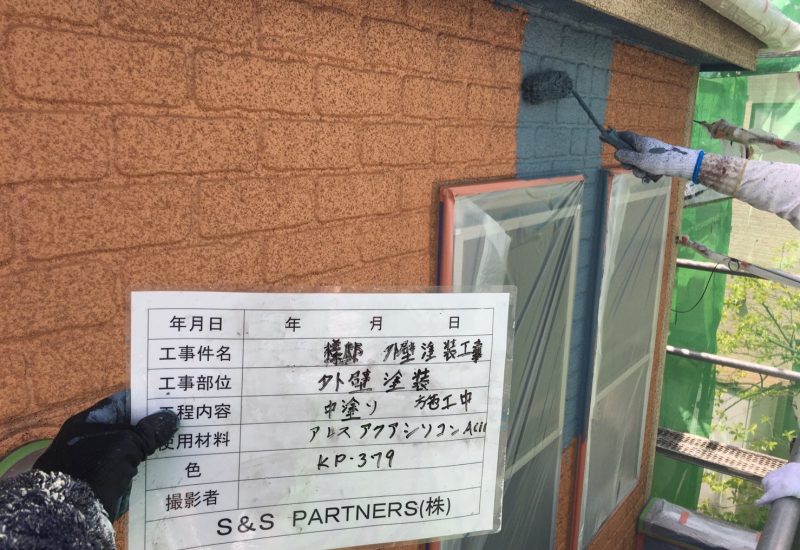 年月日 年 月 日
工事件名 様邸 外壁塗装工事
工事部位 外壁塗装
工程内容 中塗り 施工中
使用材料 アレスアクアシリコンAcⅡ
色 KP-379
撮影者
S&S PARTNERS(株)